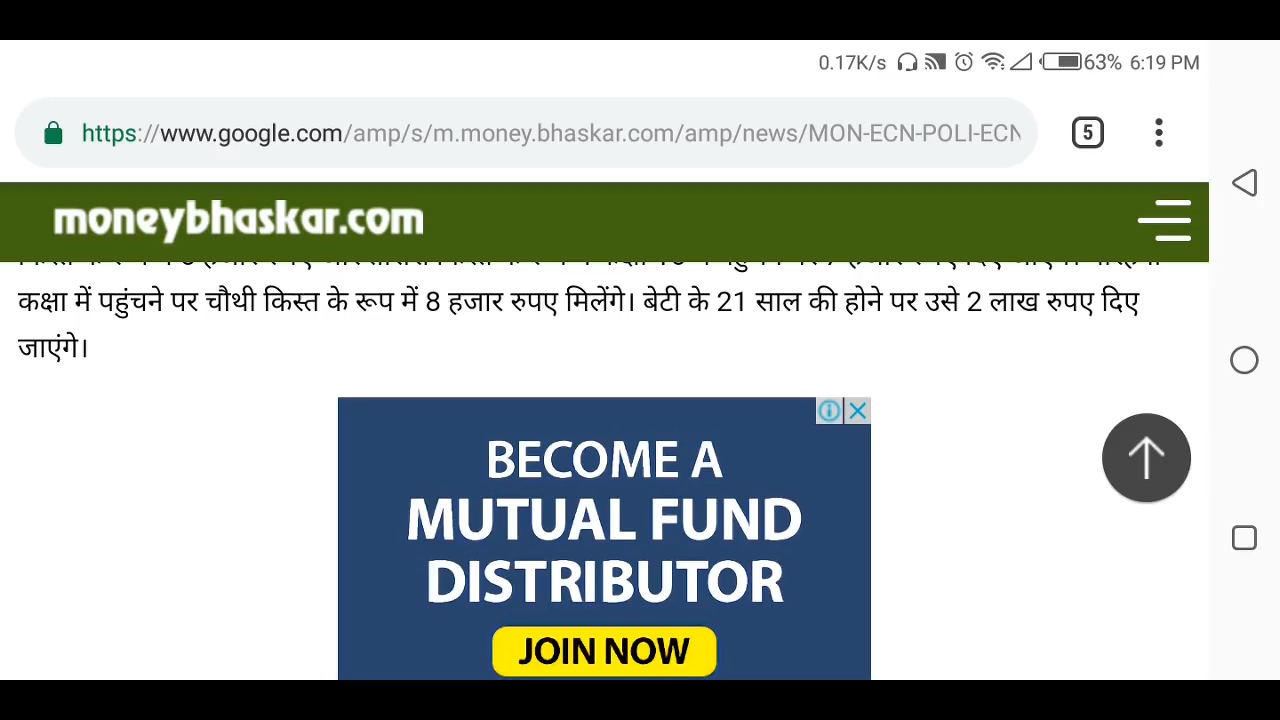 0.17K/s 63% 6:19 PM
https://www.google.com/amp/s/m.money.bhaskar.com/amp/news/MON-ECN-POLI-ECN
5
moneybhaskar.com
कक्षा में पहुंचने पर चौथी किस्त के रूप में 8 हजार रुपए मिलेंगे। बेटी के 21 साल की होने पर उसे 2 लाख रुपए दिए
जाएंगे।
BECOME A
MUTUAL FUND
DISTRIBUTOR
JOIN NOW